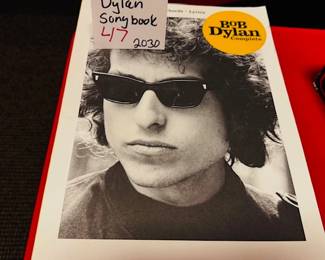 Dylan
Songbook
47
2030
BOB
Dylan
Complete